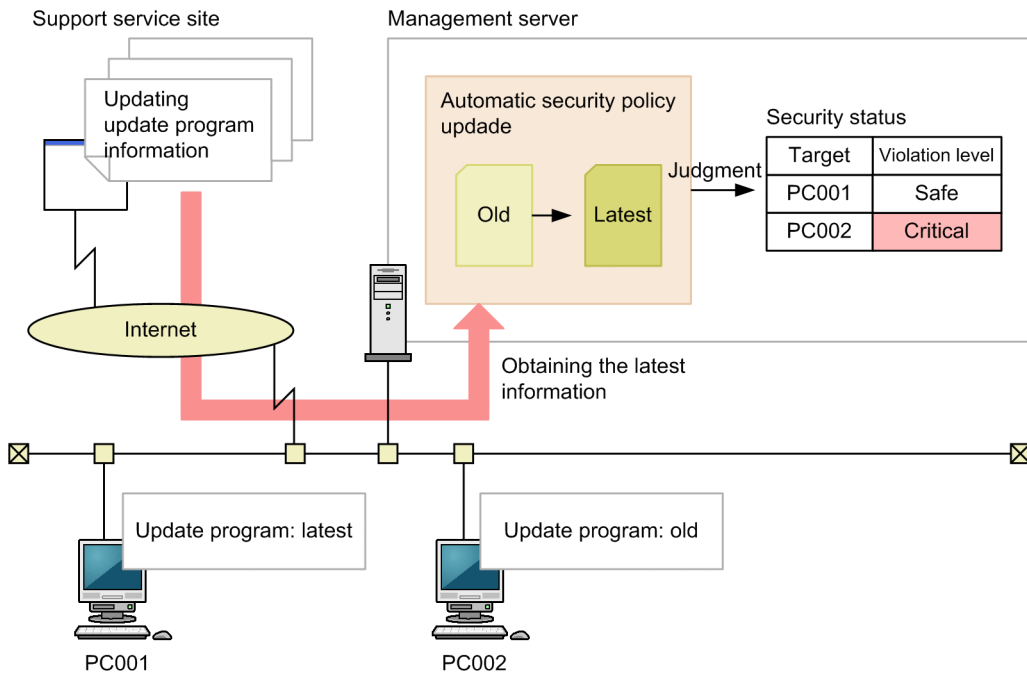 Support service site
Management server
Updating
update program
information
Automatic security policy
updade
Old
Latest
Judgment
Security status
Target
Violation level
PC001
Safe
PC002
Critical
Internet
Obtaining the latest
information
Update program: latest
Update program: old
PC001
PC002